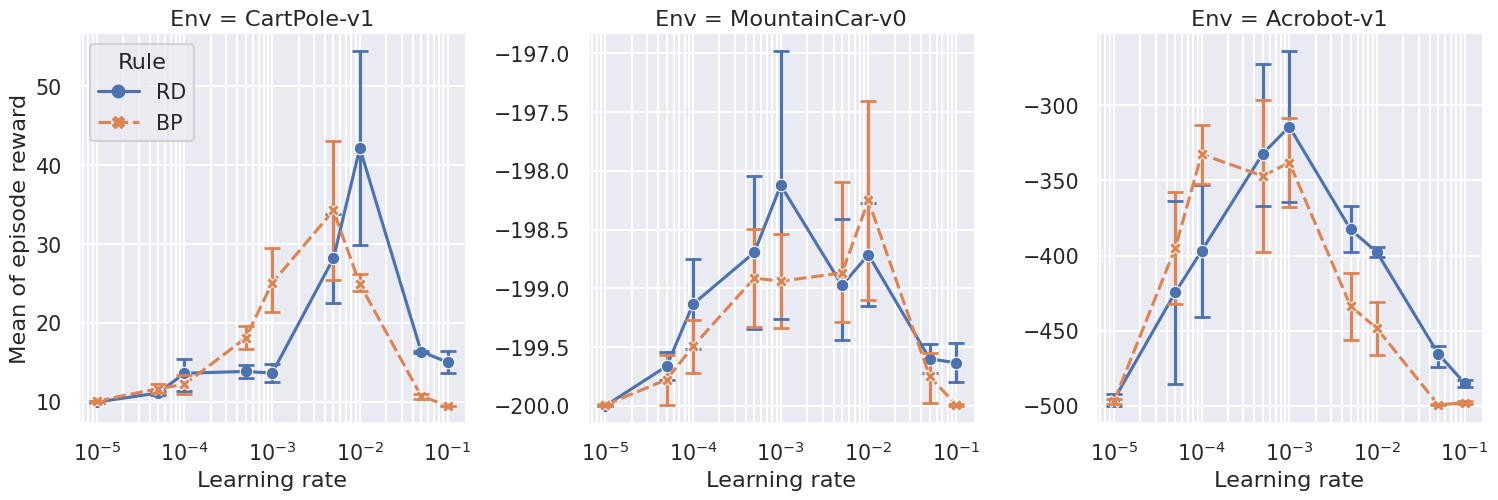 Env = CartPole-v1
Env = MountainCar-v0
Env = Acrobot-v1
Mean of episode reward
Rule
RD
BP
50
40
30
20
10
10⁻⁵ 10⁻⁴ 10⁻³ 10⁻² 10⁻¹
Learning rate
−197.0
−197.5
−198.0
−198.5
−199.0
−199.5
−200.0
10⁻⁵ 10⁻⁴ 10⁻³ 10⁻² 10⁻¹
Learning rate
−300
−350
−400
−450
−500
10⁻⁵ 10⁻⁴ 10⁻³ 10⁻² 10⁻¹
Learning rate